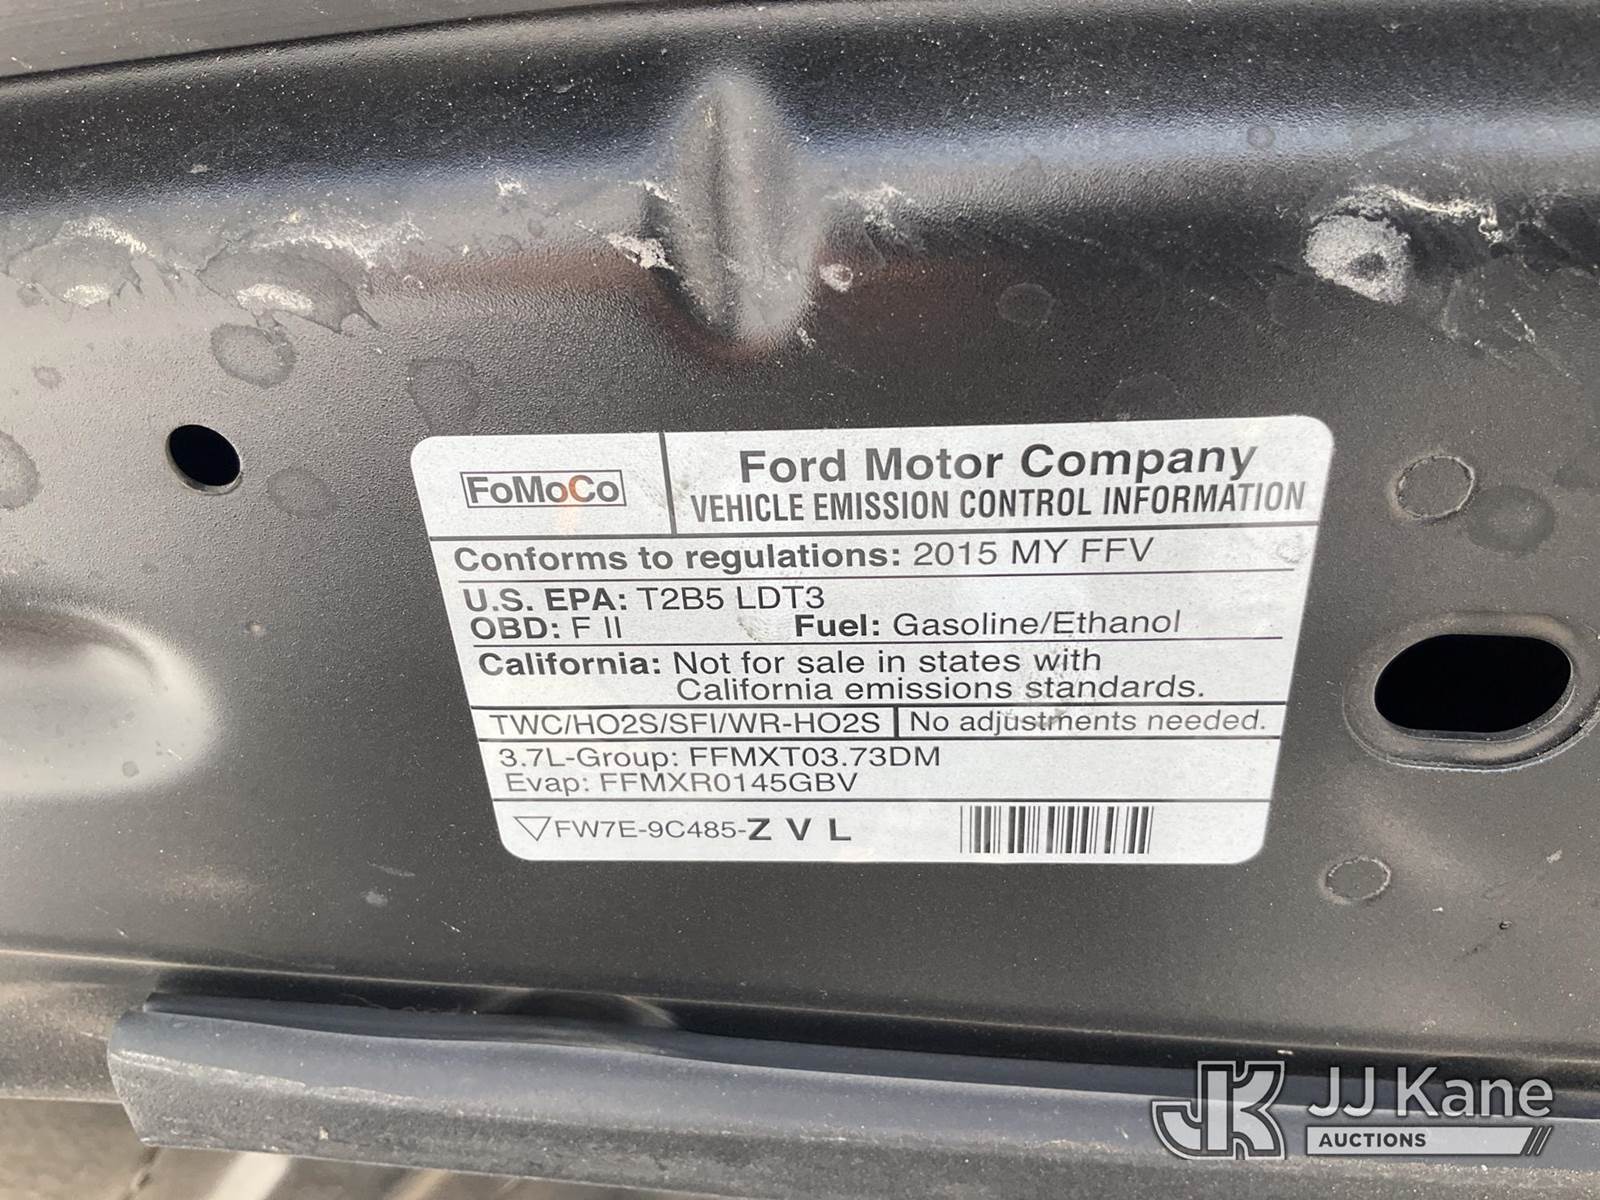 FoMoCo
Ford Motor Company
VEHICLE EMISSION CONTROL INFORMATION
Conforms to regulations: 2015 MY FFV
U.S. EPA: T2B5 LDT3
OBD: F II Fuel: Gasoline/Ethanol
California: Not for sale in states with
California emissions standards.
TWC/HO2S/SFI/WR-HO2S No adjustments needed.
3.7L-Group: FFMXT03.73DM
Evap: FFMXR0145GBV
FW7E-9C485-Z V L
JK JJ Kane
AUCTIONS